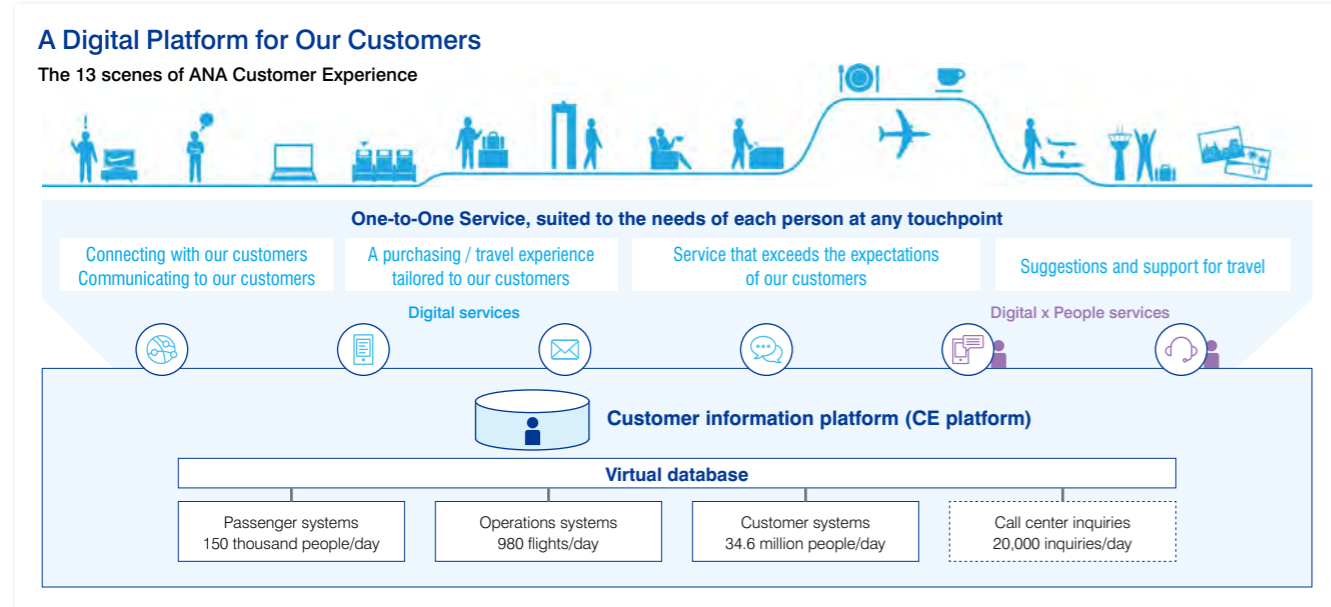 A Digital Platform for Our Customers
The 13 scenes of ANA Customer Experience
One-to-One Service, suited to the needs of each person at any touchpoint
Connecting with our customers
Communicating to our customers
A purchasing / travel experience
tailored to our customers
Service that exceeds the expectations
of our customers
Suggestions and support for travel
Digital services
Digital x People services
Customer information platform (CE platform)
Virtual database
Passenger systems
150 thousand people/day
Operations systems
980 flights/day
Customer systems
34.6 million people/day
Call center inquiries
20,000 inquiries/day